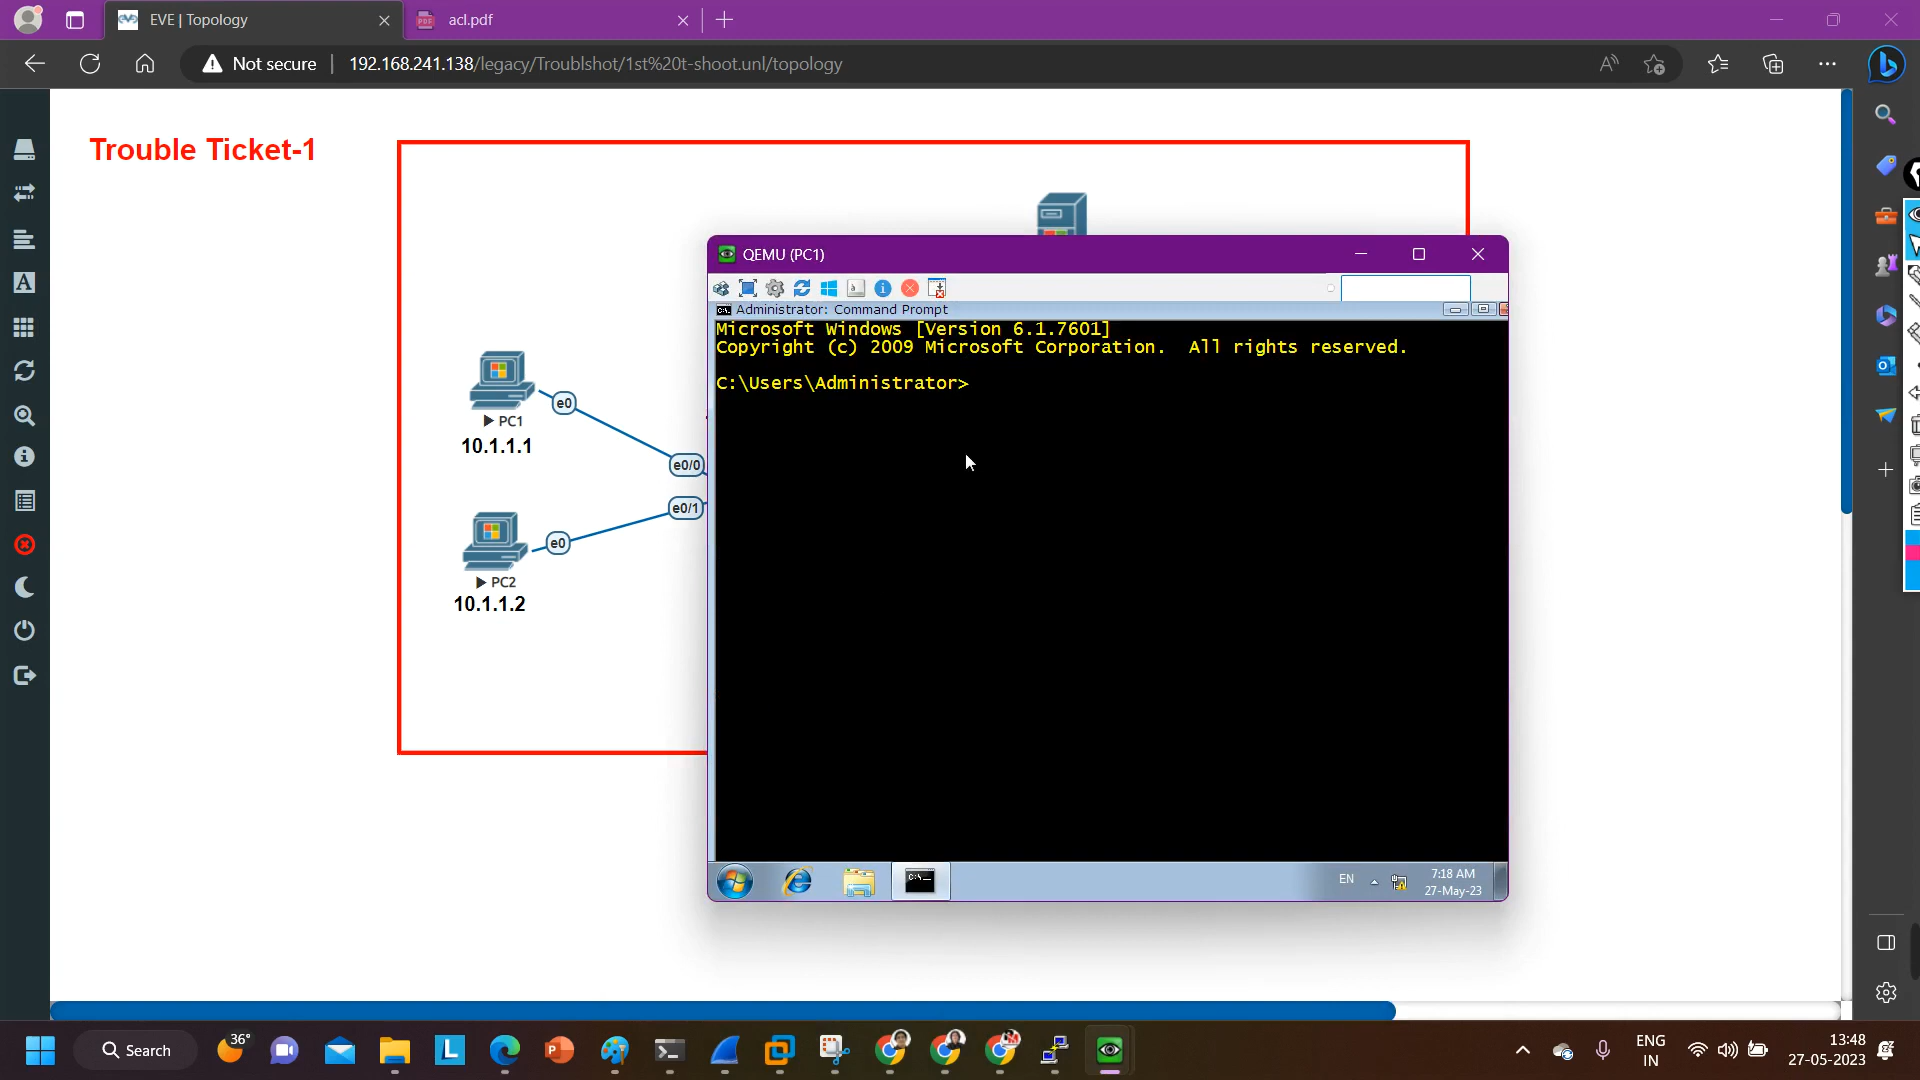 EVE | Topology
acl.pdf
Not secure
192.168.241.138/legacy/Troublshot/1st%20t-shoot.unl/topology
Trouble Ticket-1
QEMU (PC1)
Administrator: Command Prompt
Microsoft Windows [Version 6.1.7601]
Copyright (c) 2009 Microsoft Corporation.  All rights reserved.
C:\Users\Administrator>
e0
PC1
10.1.1.1
e0/0
e0/1
e0
PC2
10.1.1.2
EN
7:18 AM
27-May-23
Search
36°
ENG
IN
13:48
27-05-2023